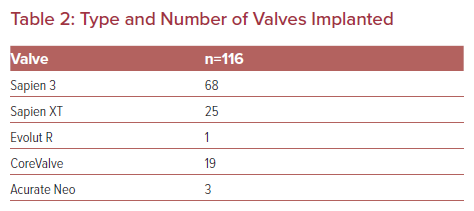 Table 2: Type and Number of Valves Implanted
Valve n=116
Sapien 3 68
Sapien XT 25
Evolut R 1
CoreValve 19
Acurate Neo 3